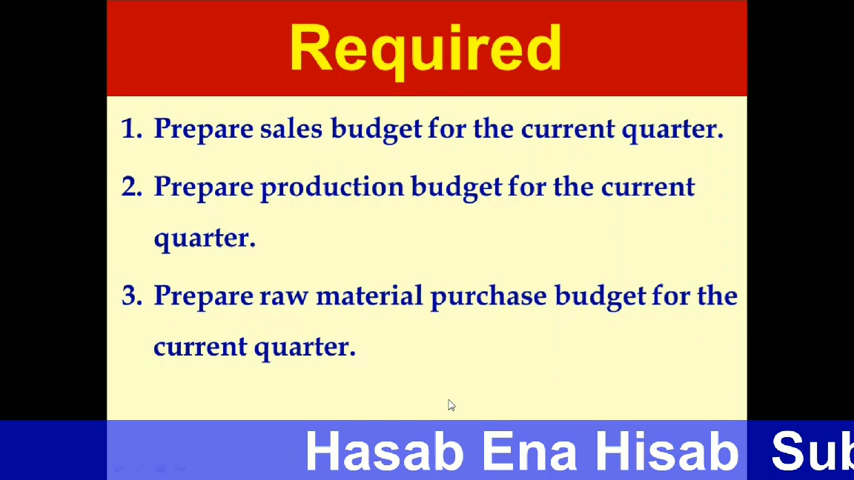 Required
1. Prepare sales budget for the current quarter.
2. Prepare production budget for the current
quarter.
3. Prepare raw material purchase budget for the
current quarter.
Hasab Ena Hisab Sub